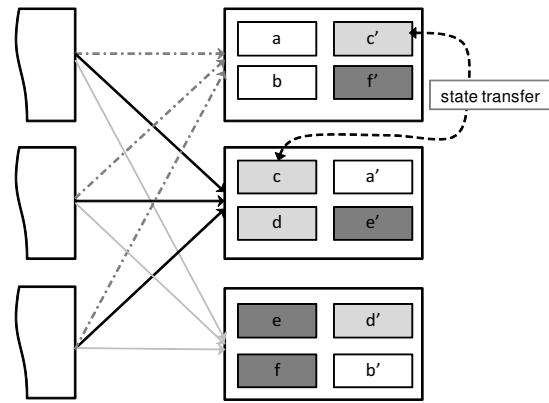 a c’
b f’
state transfer
c a’
d e’
e d’
f b’